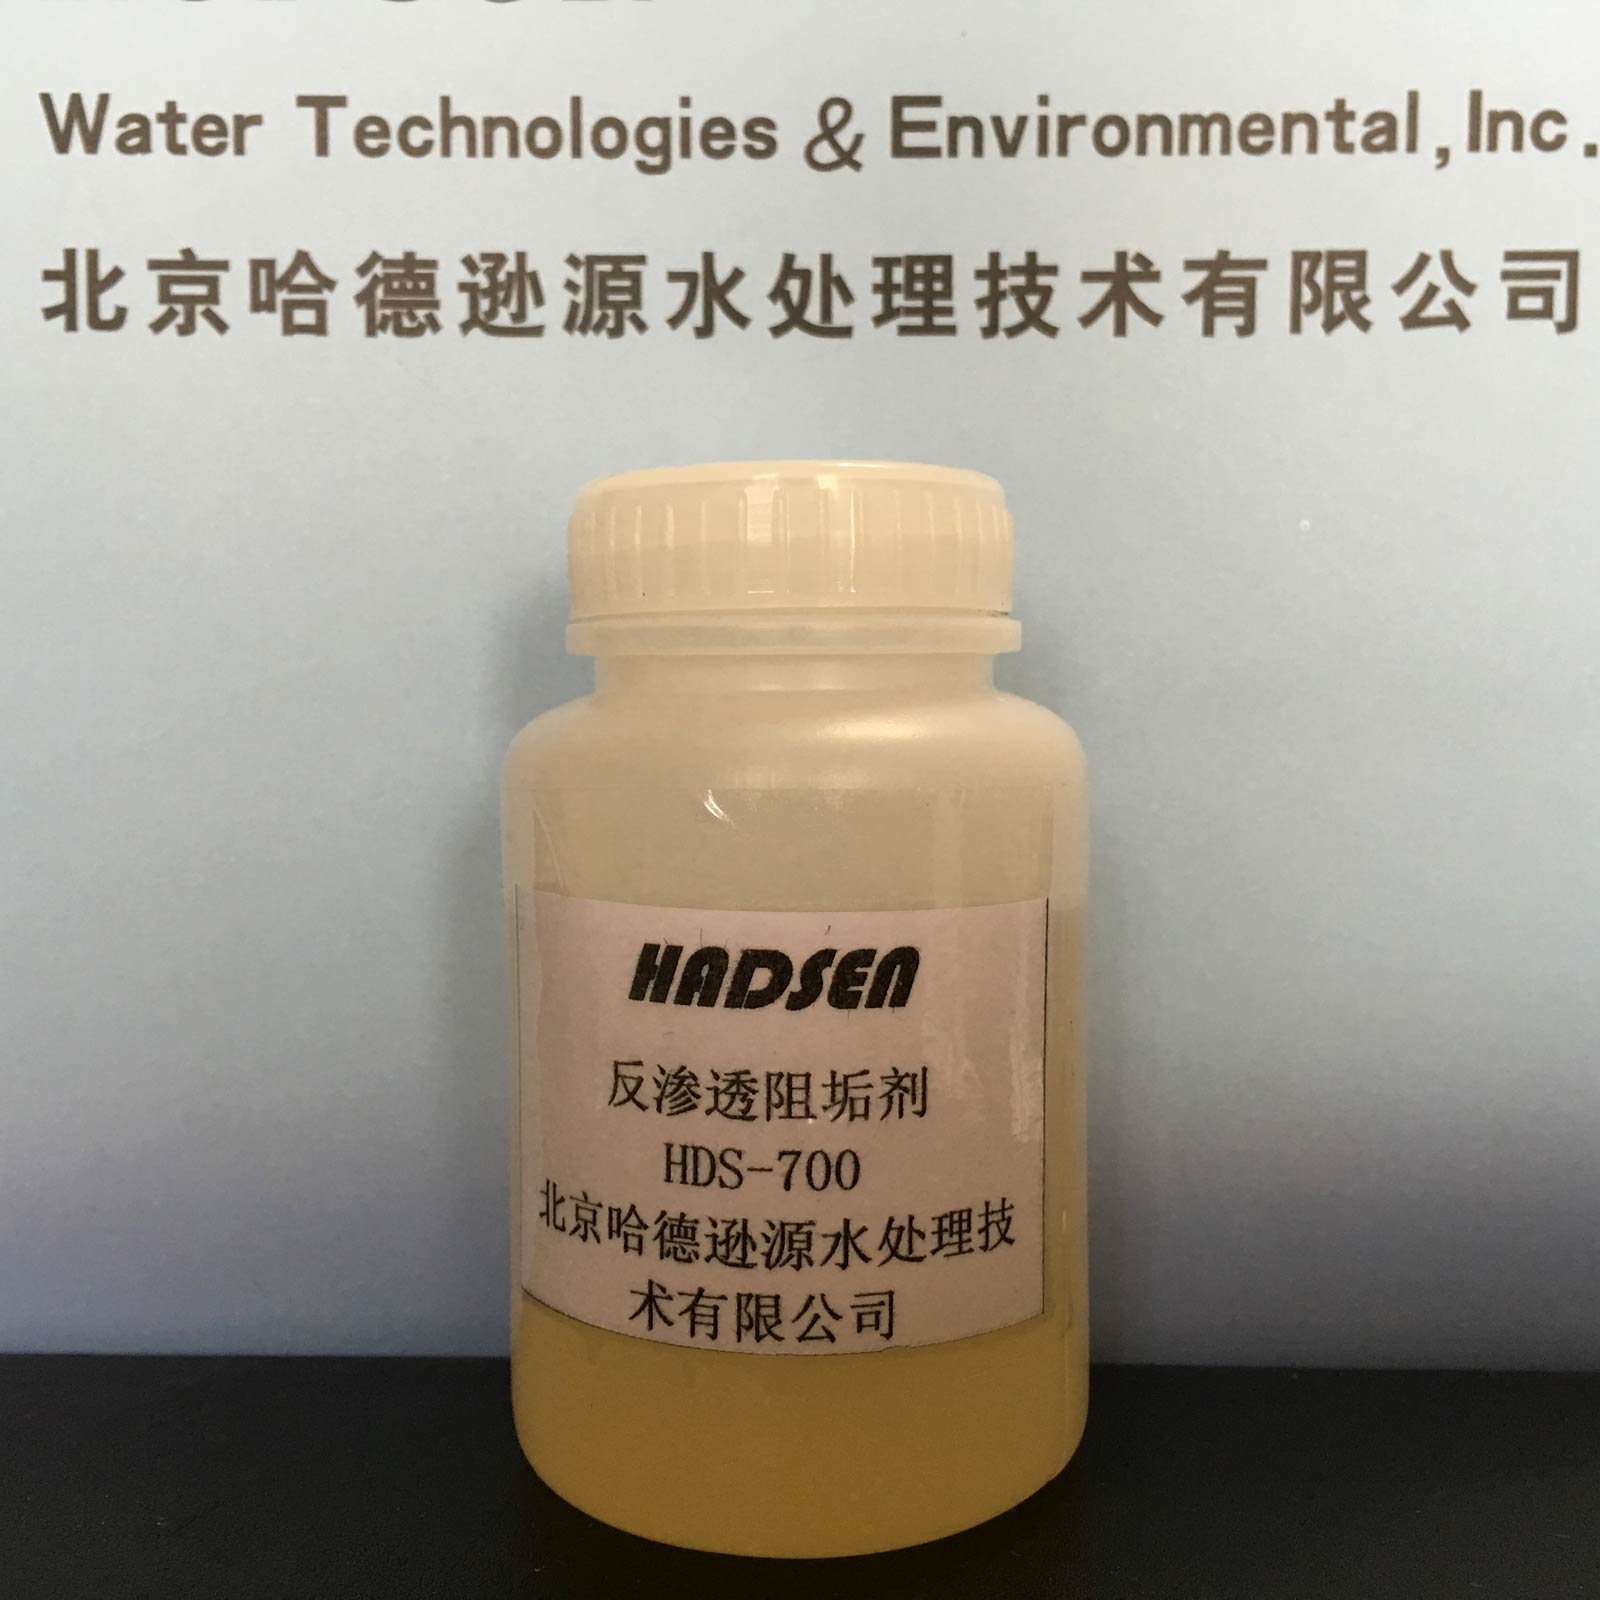 Water Technologies & Environmental, Inc.
北京哈德逊源水处理技术有限公司
HADSEN
反渗透阻垢剂
HDS-700
北京哈德逊源水处理技
术有限公司